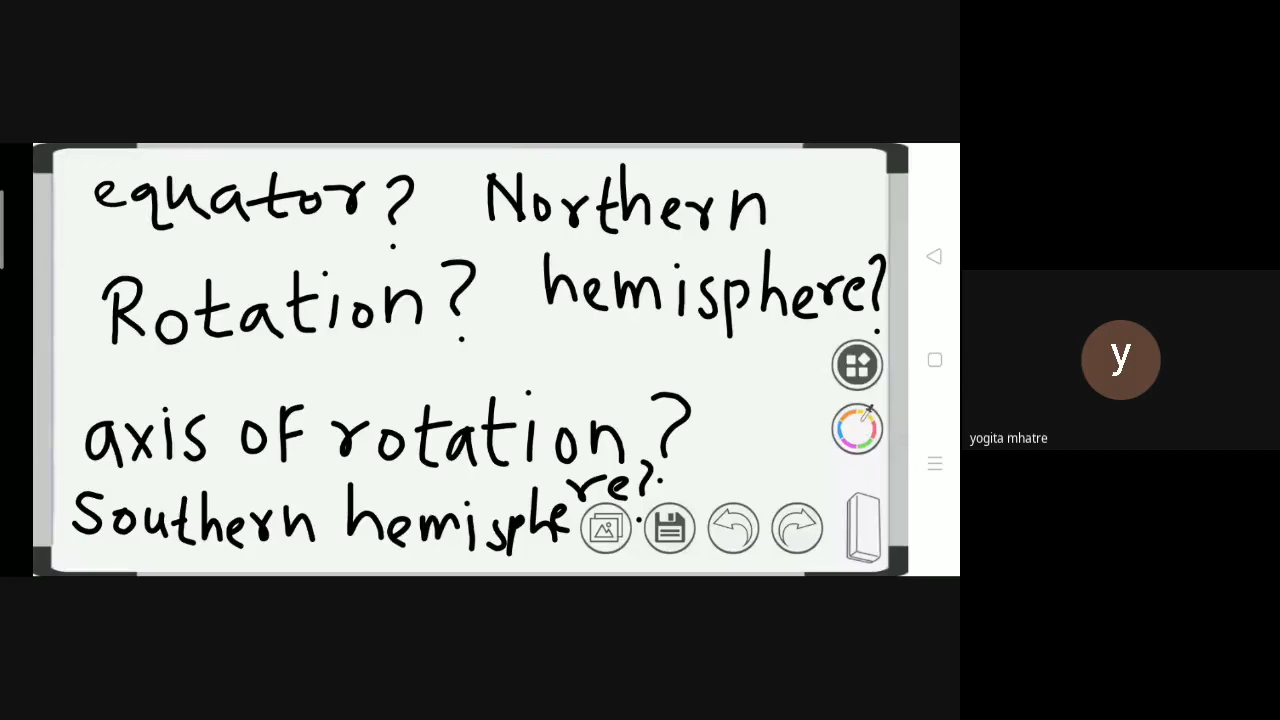 equator? Northern
Rotation? hemisphere?
axis of rotation?
Southern hemisphere?
y
yogita mhatre